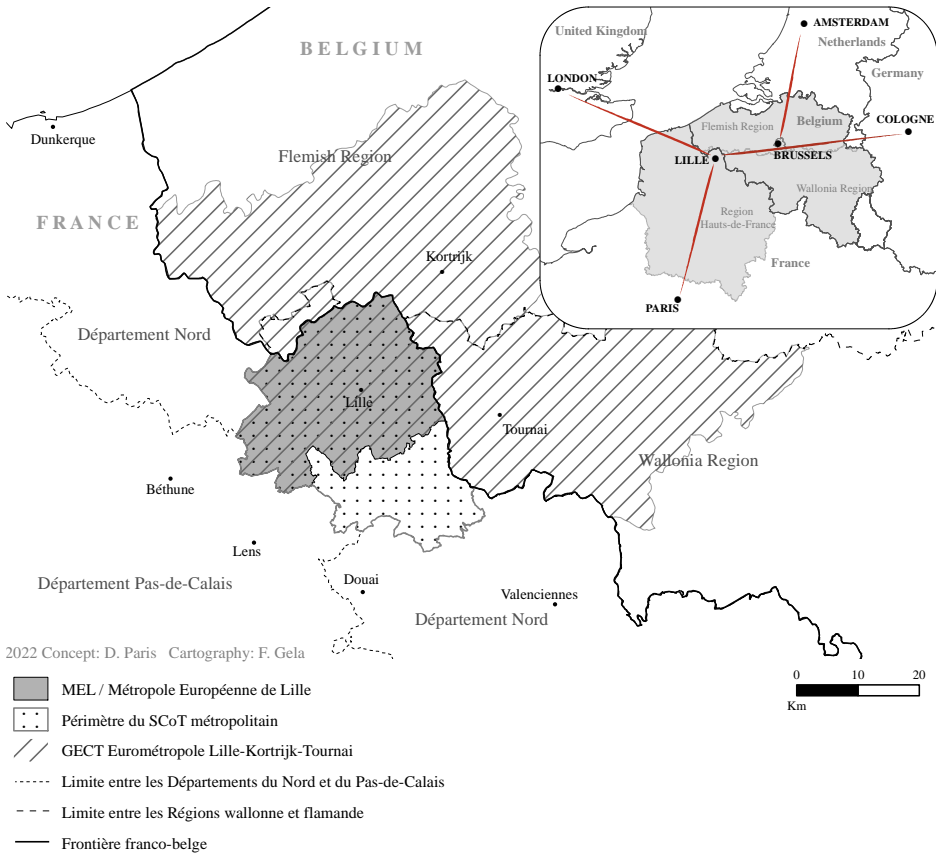 BELGIUM
Dunkerque
Flemish Region
FRANCE
Kortrijk
Département Nord
Lille
Tournai
Wallonia Region
Béthune
Lens
Département Pas-de-Calais
Douai
Valenciennes
Département Nord
United Kingdom
AMSTERDAM
Netherlands
Germany
LONDON
COLOGNE
Flemish Region
Belgium
LILLE
BRUSSELS
Wallonia Region
Region
Hauts-de-France
France
PARIS
2022 Concept: D. Paris Cartography: F. Gela
0 10 20
Km
MEL / Métropole Européenne de Lille
Périmètre du SCoT métropolitain
GECT Eurométropole Lille-Kortrijk-Tournai
Limite entre les Départements du Nord et du Pas-de-Calais
Limite entre les Régions wallonne et flamande
Frontière franco-belge